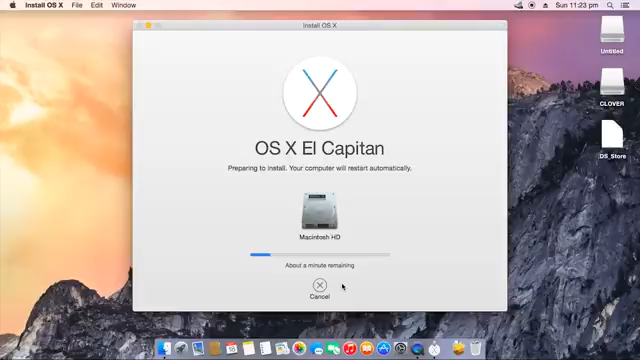 Install OS X File Edit Window
Sun 11:23 pm
Install OS X
OS X El Capitan
Preparing to install. Your computer will restart automatically.
Macintosh HD
About a minute remaining
Cancel
Untitled
CLOVER
DS_Store